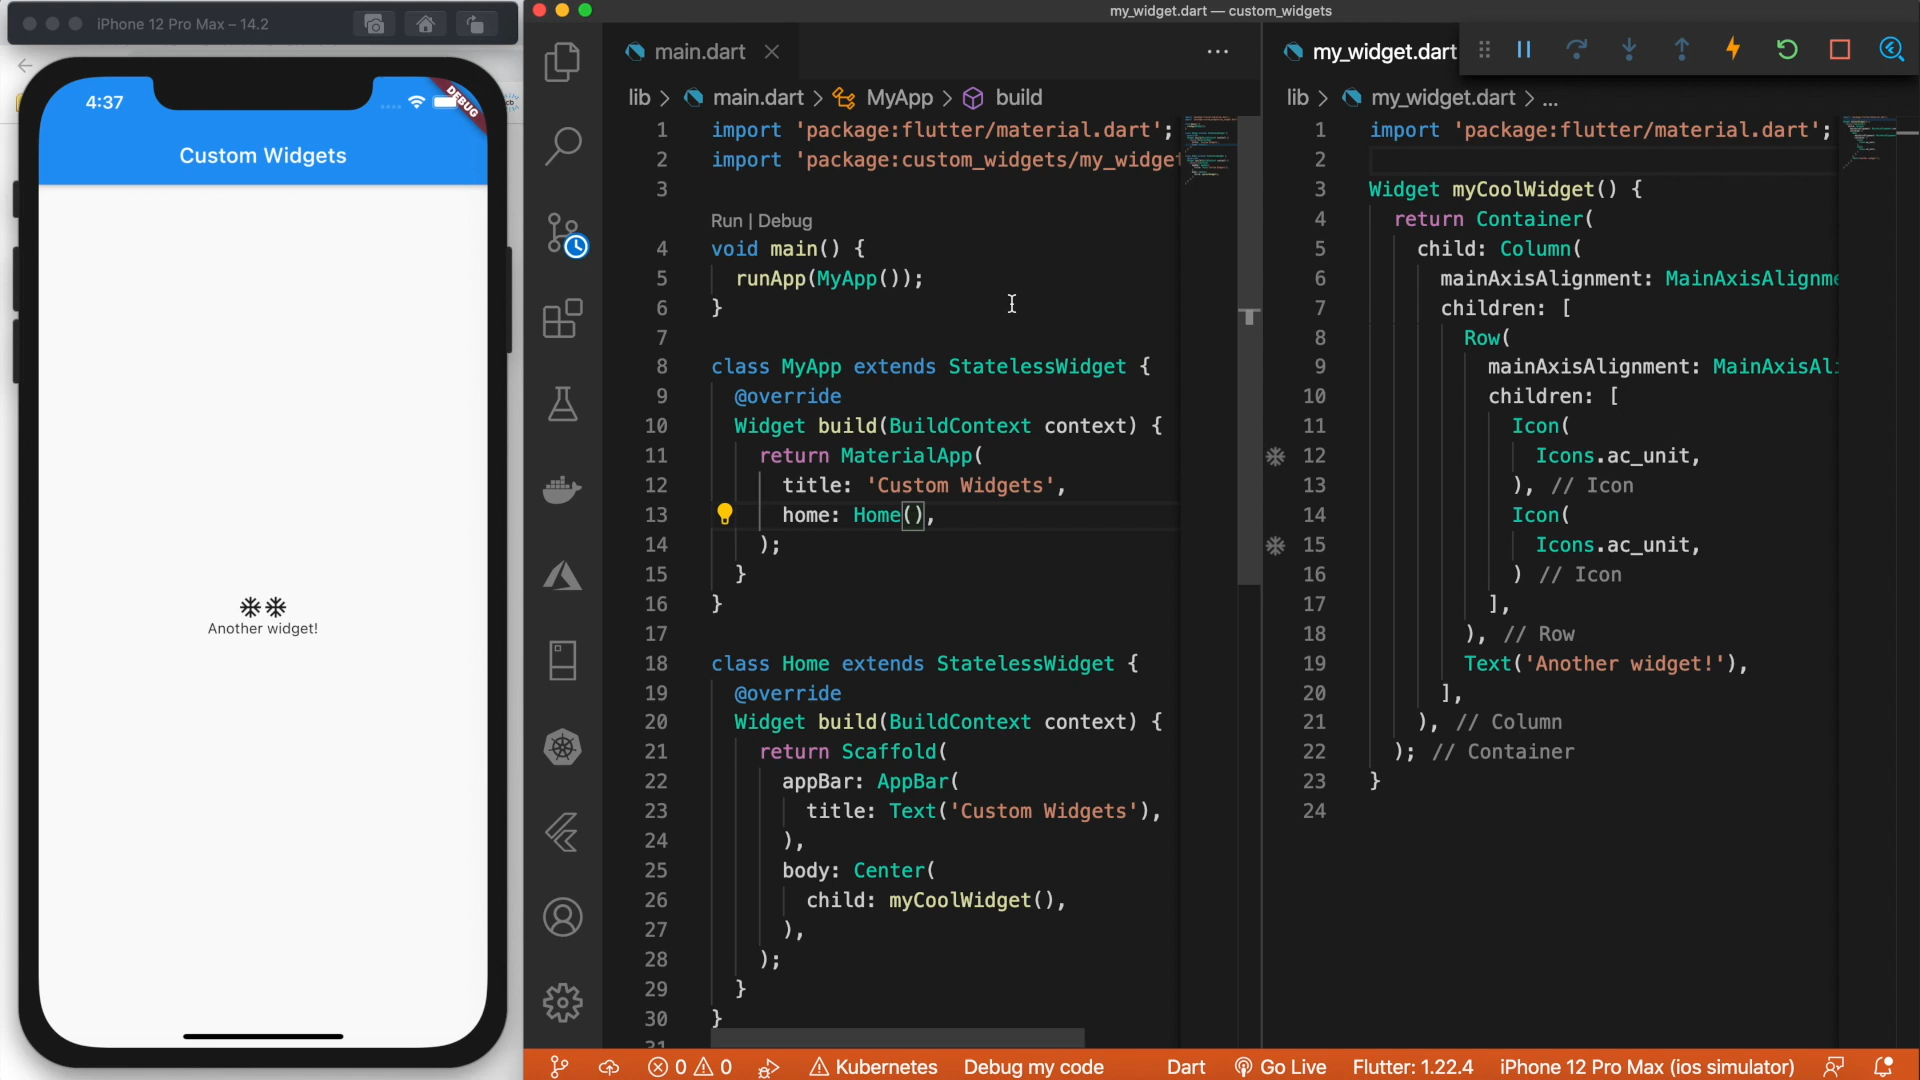 iPhone 12 Pro Max – 14.2
4:37
DEBUG
Custom Widgets
Another widget!
my_widget.dart — custom_widgets
main.dart
lib > main.dart > MyApp > build
1 import 'package:flutter/material.dart';
2 import 'package:custom_widgets/my_widget
3
Run | Debug
4 void main() {
5 runApp(MyApp());
6 }
7
8 class MyApp extends StatelessWidget {
9 @override
10 Widget build(BuildContext context) {
11 return MaterialApp(
12 title: 'Custom Widgets',
13 home: Home(),
14 );
15 }
16 }
17
18 class Home extends StatelessWidget {
19 @override
20 Widget build(BuildContext context) {
21 return Scaffold(
22 appBar: AppBar(
23 title: Text('Custom Widgets'),
24 ),
25 body: Center(
26 child: myCoolWidget(),
27 ),
28 );
29 }
30 }
31
my_widget.dart
lib > my_widget.dart > ...
1 import 'package:flutter/material.dart';
2
3 Widget myCoolWidget() {
4 return Container(
5 child: Column(
6 mainAxisAlignment: MainAxisAlignme
7 children: [
8 Row(
9 mainAxisAlignment: MainAxisAli
10 children: [
11 Icon(
12 Icons.ac_unit,
13 ), // Icon
14 Icon(
15 Icons.ac_unit,
16 ) // Icon
17 ],
18 ), // Row
19 Text('Another widget!'),
20 ],
21 ), // Column
22 ); // Container
23 }
24
0 0 Kubernetes Debug my code Dart Go Live Flutter: 1.22.4 iPhone 12 Pro Max (ios simulator)